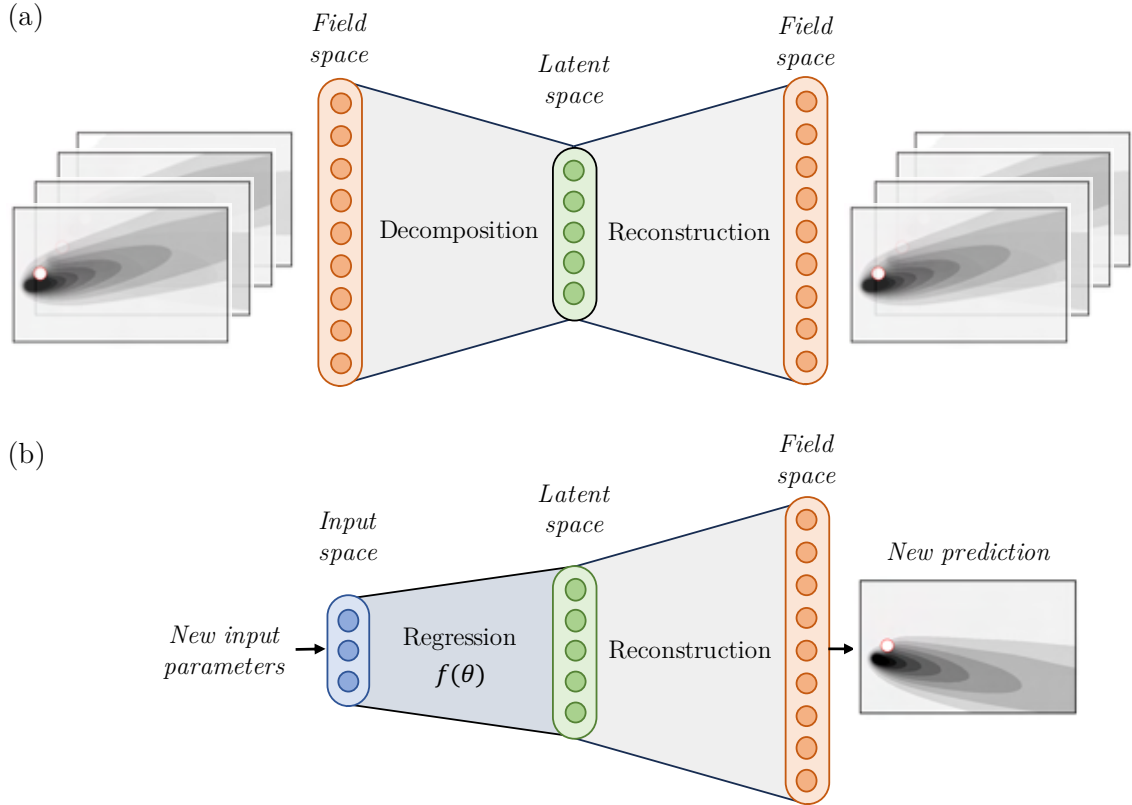 (a)
Field
space
Latent
space
Field
space
Decomposition
Reconstruction
(b)
Input
space
Latent
space
Field
space
New input
parameters
Regression
f(θ)
Reconstruction
New prediction